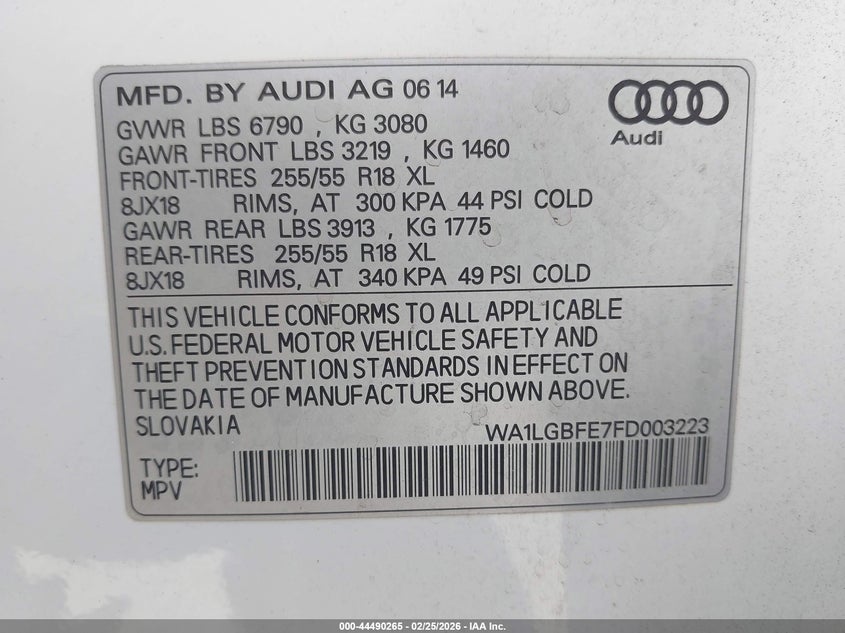 MFD. BY AUDI AG 06 14
Audi
GVWR LBS 6790 , KG 3080
GAWR FRONT LBS 3219 , KG 1460
FRONT-TIRES 255/55 R18 XL
8JX18 RIMS, AT 300 KPA 44 PSI COLD
GAWR REAR LBS 3913 , KG 1775
REAR-TIRES 255/55 R18 XL
8JX18 RIMS, AT 340 KPA 49 PSI COLD
THIS VEHICLE CONFORMS TO ALL APPLICABLE
U.S. FEDERAL MOTOR VEHICLE SAFETY AND
THEFT PREVENTION STANDARDS IN EFFECT ON
THE DATE OF MANUFACTURE SHOWN ABOVE.
SLOVAKIA WA1LGBFE7FD003223
TYPE:
MPV
000-44490265 - 02/25/2026 - IAA Inc.